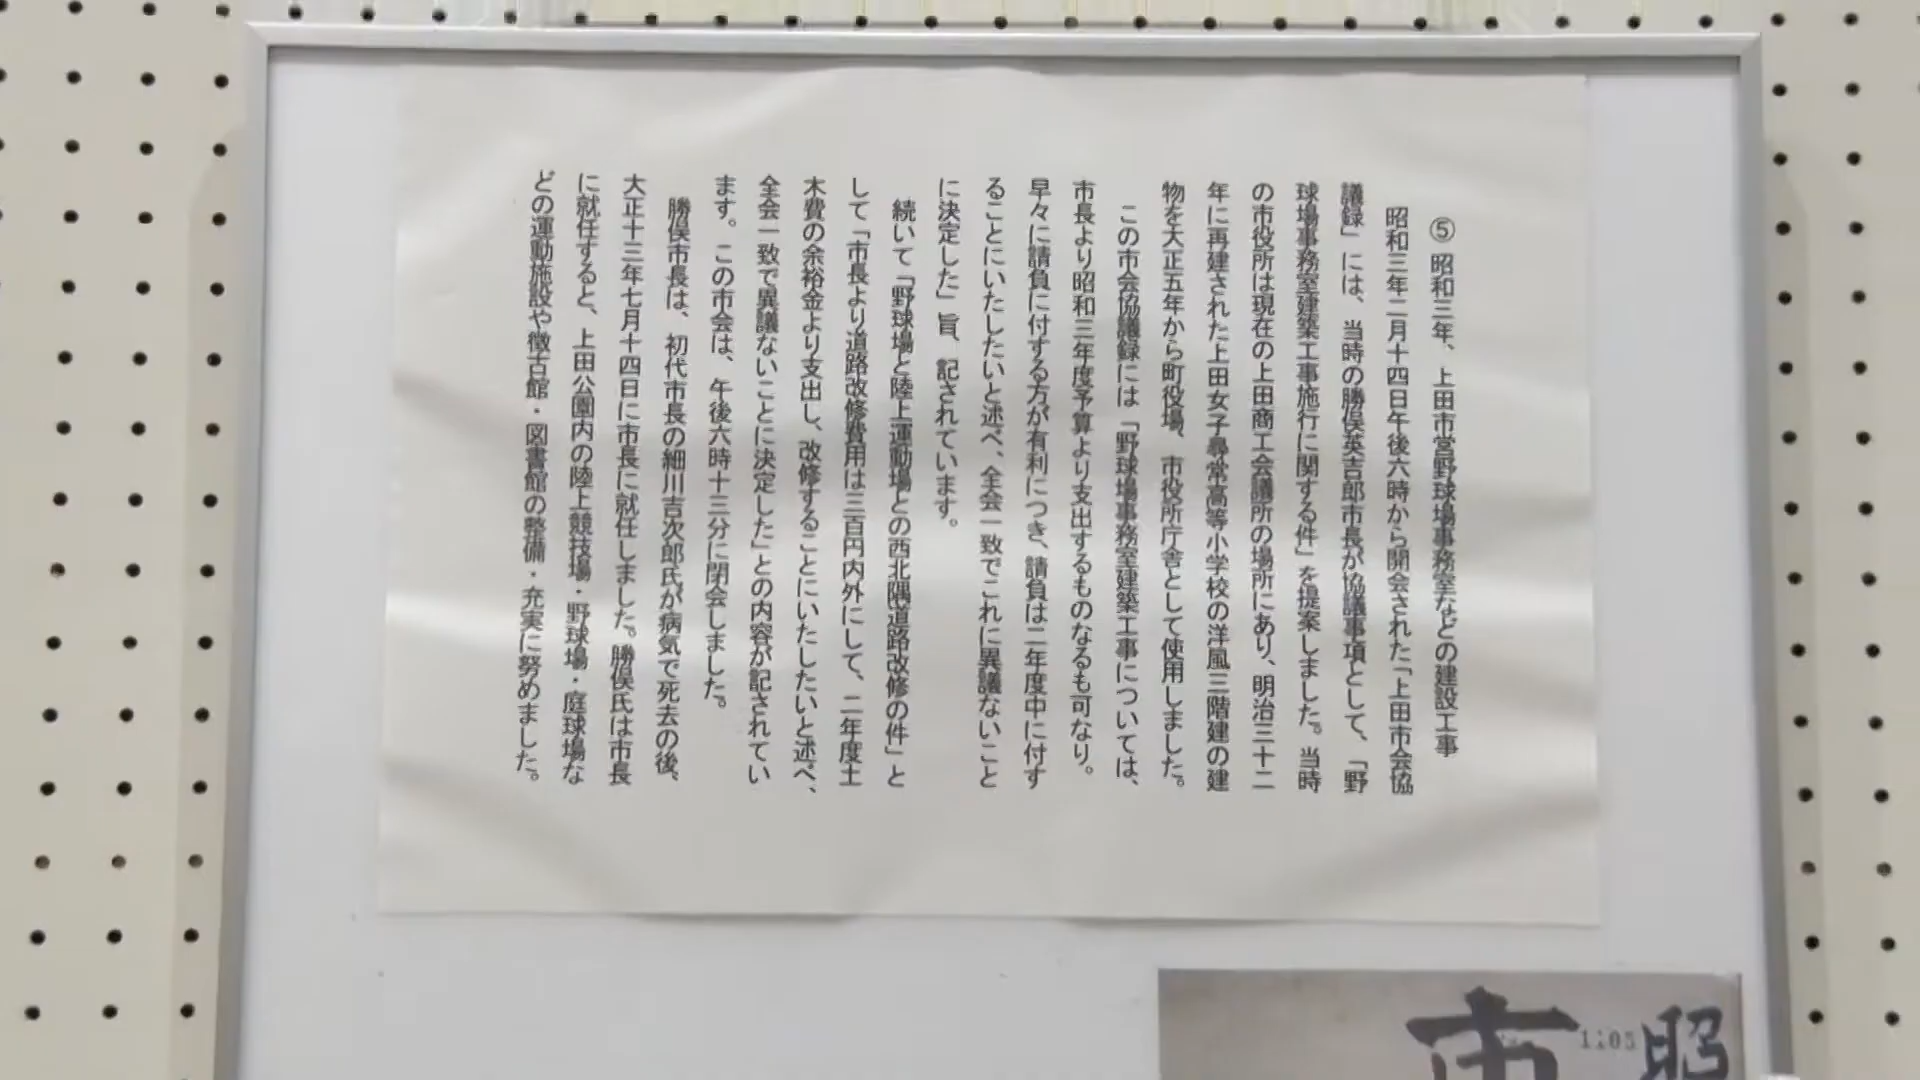 ⑤ 昭和三年、上田市営野球場事務室などの建設工事
昭和三年二月十四日午後六時から開会された「上田市会協
議録」には、当時の勝俣英吉郎市長が協議事項として、「野
球場事務室建築工事施行に関する件」を提案しました。当時
の市役所は現在の上田商工会議所の場所にあり、明治三十二
年に再建された上田女子尋常高等小学校の洋風三階建の建
物を大正五年から町役場、市役所庁舎として使用しました。
この市会協議録には「野球場事務室建築工事については、
市長より昭和三年度予算より支出するものなるも可なり。
早々に請負に付する方が有利につき、請負は二年度中に付す
ることにいたしたいと述べ、全会一致でこれに異議ないこと
に決定した」旨、記されています。
続いて「野球場と陸上運動場との西北隅道路改修の件」と
して「市長より道路改修費用は三百円内外にして、二年度土
木費の余裕金より支出し、改修することにいたしたいと述べ、
全会一致で異議ないことに決定した」との内容が記されてい
ます。この市会は、午後六時十三分に閉会しました。
勝俣市長は、初代市長の細川吉次郎氏が病気で死去の後、
大正十三年七月十四日に市長に就任しました。勝俣氏は市長
に就任すると、上田公園内の陸上競技場・野球場・庭球場な
どの運動施設や徴古館・図書館の整備・充実に努めました。
昭
市
1105